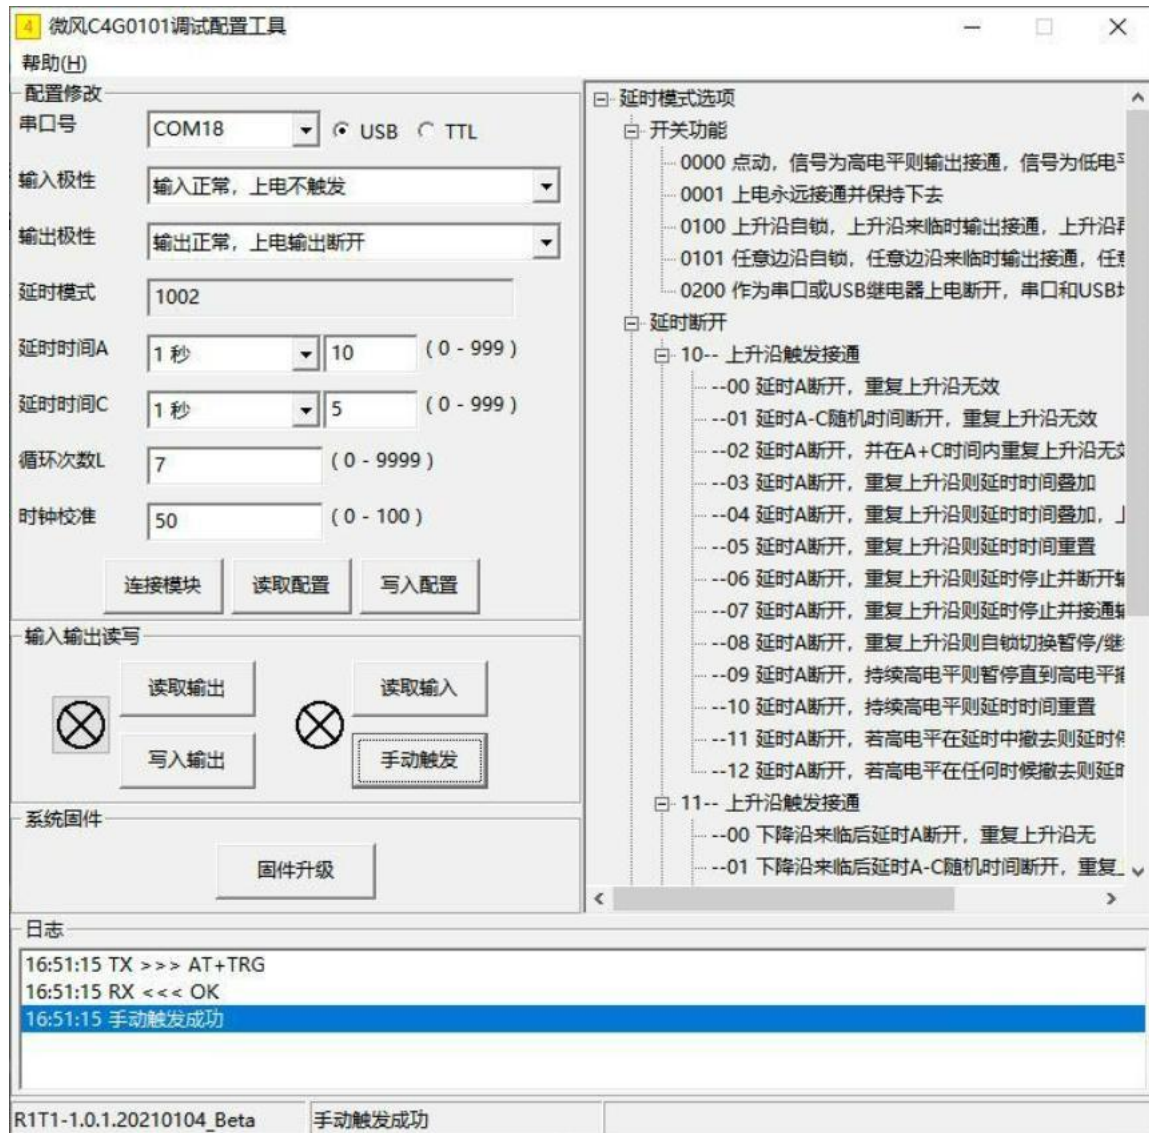 4 微风C4G0101调试配置工具
帮助(H)
配置修改
串口号 COM18 USB TTL
输入极性 输入正常，上电不触发
输出极性 输出正常，上电输出断开
延时模式 1002
延时时间A 1 秒 10 ( 0 - 999 )
延时时间C 1 秒 5 ( 0 - 999 )
循环次数L 7 ( 0 - 9999 )
时钟校准 50 ( 0 - 100 )
连接模块 读取配置 写入配置
输入输出读写
读取输出 读取输入
写入输出 手动触发
系统固件
固件升级
延时模式选项
开关功能
0000 点动，信号为高电平则输出接通，信号为低电平
0001 上电永远接通并保持下去
0100 上升沿自锁，上升沿来临时输出接通，上升沿再
0101 任意边沿自锁，任意边沿来临时输出接通，任意
0200 作为串口或USB继电器上电断开，串口和USB均
延时断开
10-- 上升沿触发接通
--00 延时A断开，重复上升沿无效
--01 延时A-C随机时间断开，重复上升沿无效
--02 延时A断开，并在A+C时间内重复上升沿无效
--03 延时A断开，重复上升沿则延时时间叠加
--04 延时A断开，重复上升沿则延时时间叠加，上
--05 延时A断开，重复上升沿则延时时间重置
--06 延时A断开，重复上升沿则延时停止并断开输
--07 延时A断开，重复上升沿则延时停止并接通输
--08 延时A断开，重复上升沿则自锁切换暂停/继
--09 延时A断开，持续高电平则暂停直到高电平撤
--10 延时A断开，持续高电平则延时时间重置
--11 延时A断开，若高电平在延时中撤去则延时停
--12 延时A断开，若高电平在任何时候撤去则延时
11-- 上升沿触发接通
--00 下降沿来临后延时A断开，重复上升沿无
--01 下降沿来临后延时A-C随机时间断开，重复
日志
16:51:15 TX >>> AT+TRG
16:51:15 RX <<< OK
16:51:15 手动触发成功
R1T1-1.0.1.20210104_Beta 手动触发成功